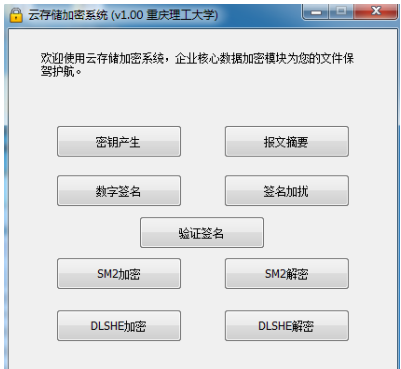 云存储加密系统 (v1.00 重庆理工大学)
欢迎使用云存储加密系统，企业核心数据加密模块为您的文件保
驾护航。
密钥产生 报文摘要
数字签名 签名加扰
验证签名
SM2加密 SM2解密
DLSHE加密 DLSHE解密